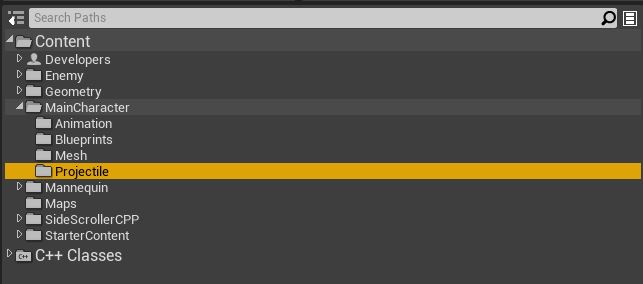 Search Paths
Content
Developers
Enemy
Geometry
MainCharacter
Animation
Blueprints
Mesh
Projectile
Mannequin
Maps
SideScrollerCPP
StarterContent
C++ C++ Classes